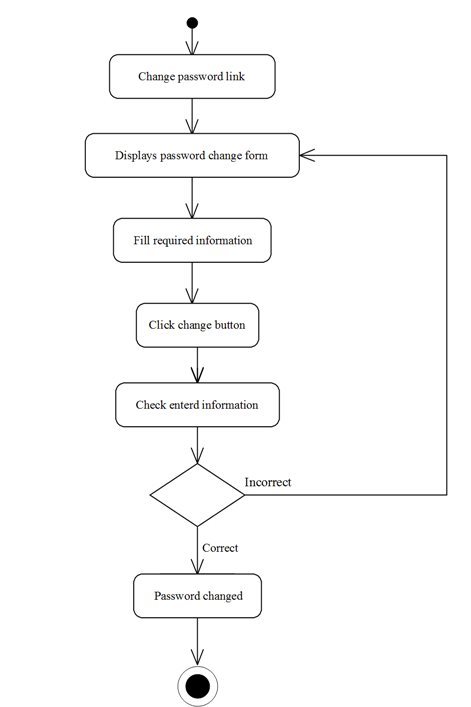 Change password link
Displays password change form
Fill required information
Click change button
Check enterd information
Incorrect
Correct
Password changed